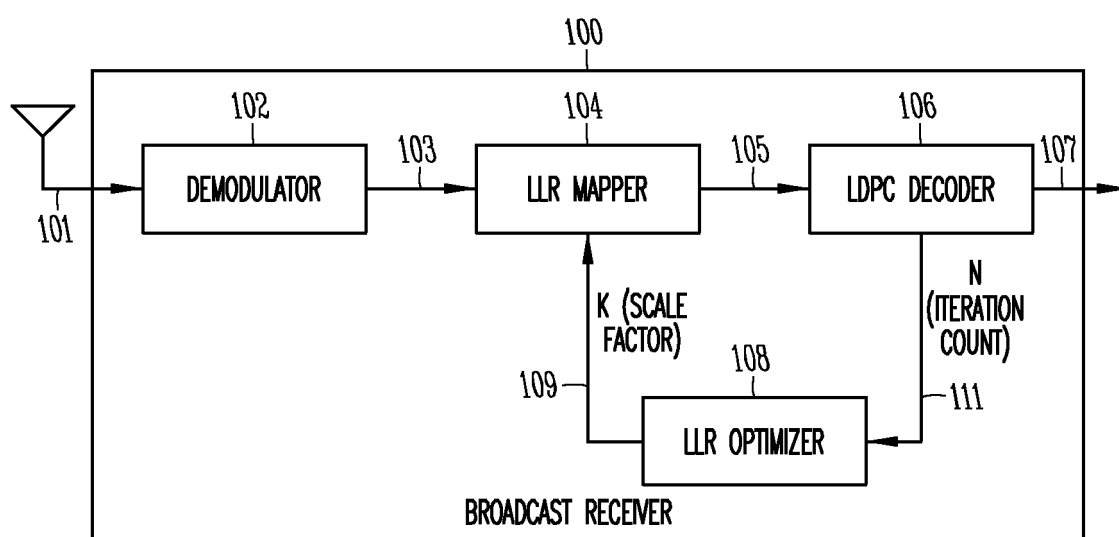 100
102
104
106
103
105
107
DEMODULATOR
LLR MAPPER
LDPC DECODER
101
K (SCALE
FACTOR)
N
(ITERATION
COUNT)
108
109
111
LLR OPTIMIZER
BROADCAST RECEIVER